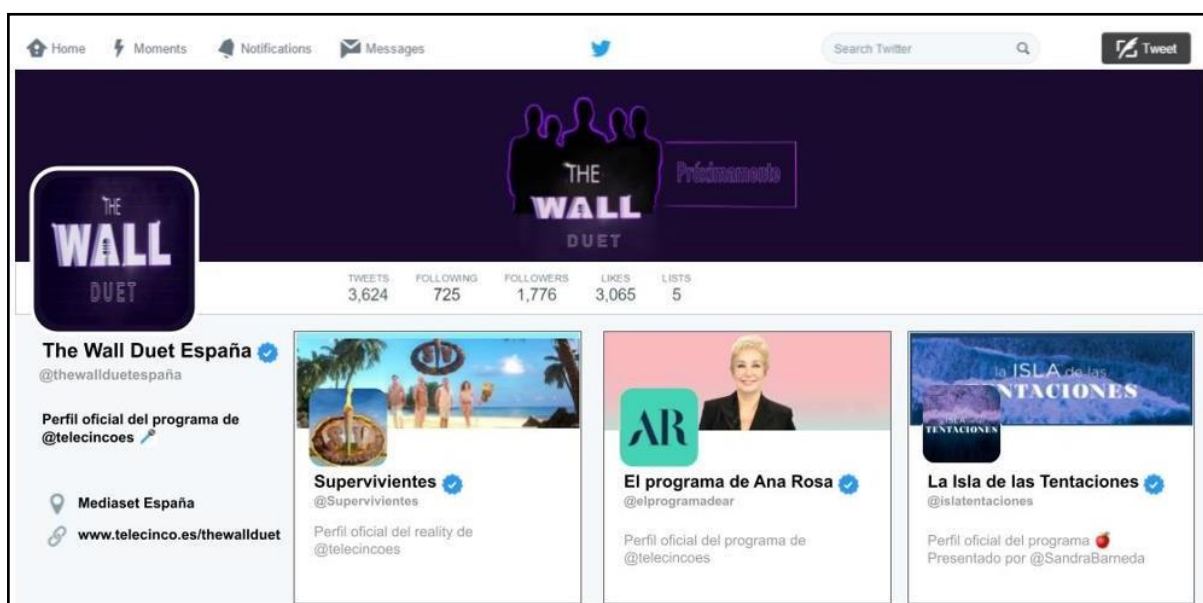 Home Moments Notifications Messages Search Twitter Tweet
THE
WALL
DUET
Próximamente
THE
WALL
DUET
TWEETS FOLLOWING FOLLOWERS LIKES LISTS
3,624 725 1,776 3,065 5
The Wall Duet España
@thewallduetespaña
Perfil oficial del programa de
@telecincoes 🎤
Mediaset España
www.telecinco.es/thewallduet
Supervivientes
@Supervivientes
Perfil oficial del reality de
@telecincoes
AR
El programa de Ana Rosa
@elprogramadear
Perfil oficial del programa de
@telecincoes
la ISLA de las
TENTACIONES
ISLA de las
TENTACIONES
La Isla de las Tentaciones
@islatentaciones
Perfil oficial del programa 🍎
Presentado por @SandraBarneda